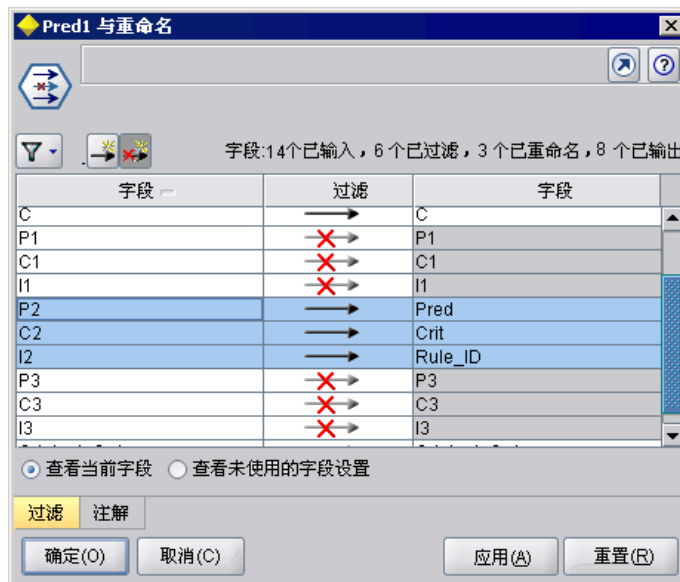 Pred1 与重命名
字段:14个已输入，6 个已过滤，3 个已重命名，8 个已输出
字段 过滤 字段
C C
P1 P1
C1 C1
I1 I1
P2 Pred
C2 Crit
I2 Rule_ID
P3 P3
C3 C3
I3 I3
查看当前字段 查看未使用的字段设置
过滤 注解
确定(O) 取消(C) 应用(A) 重置(R)